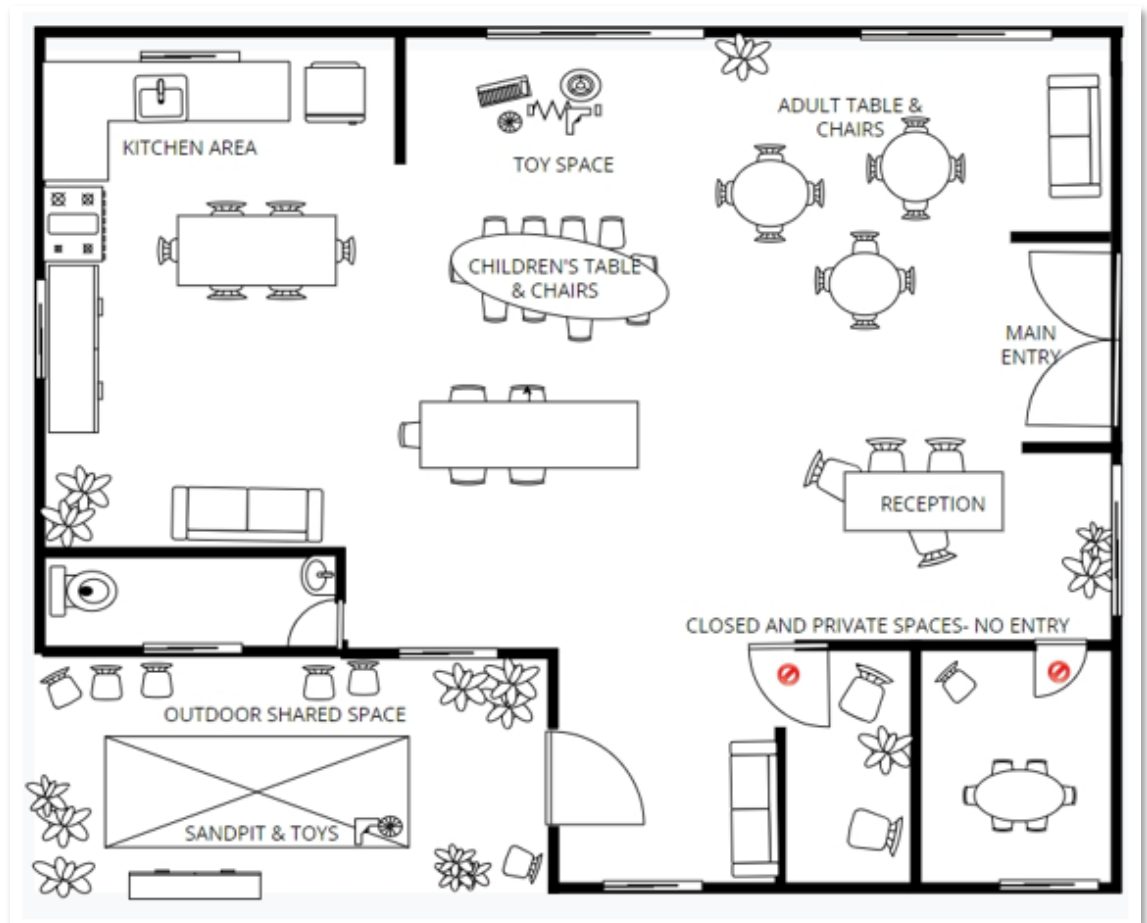 KITCHEN AREA
TOY SPACE
ADULT TABLE &
CHAIRS
CHILDREN'S TABLE
& CHAIRS
MAIN
ENTRY
RECEPTION
CLOSED AND PRIVATE SPACES- NO ENTRY
OUTDOOR SHARED SPACE
SANDPIT & TOYS